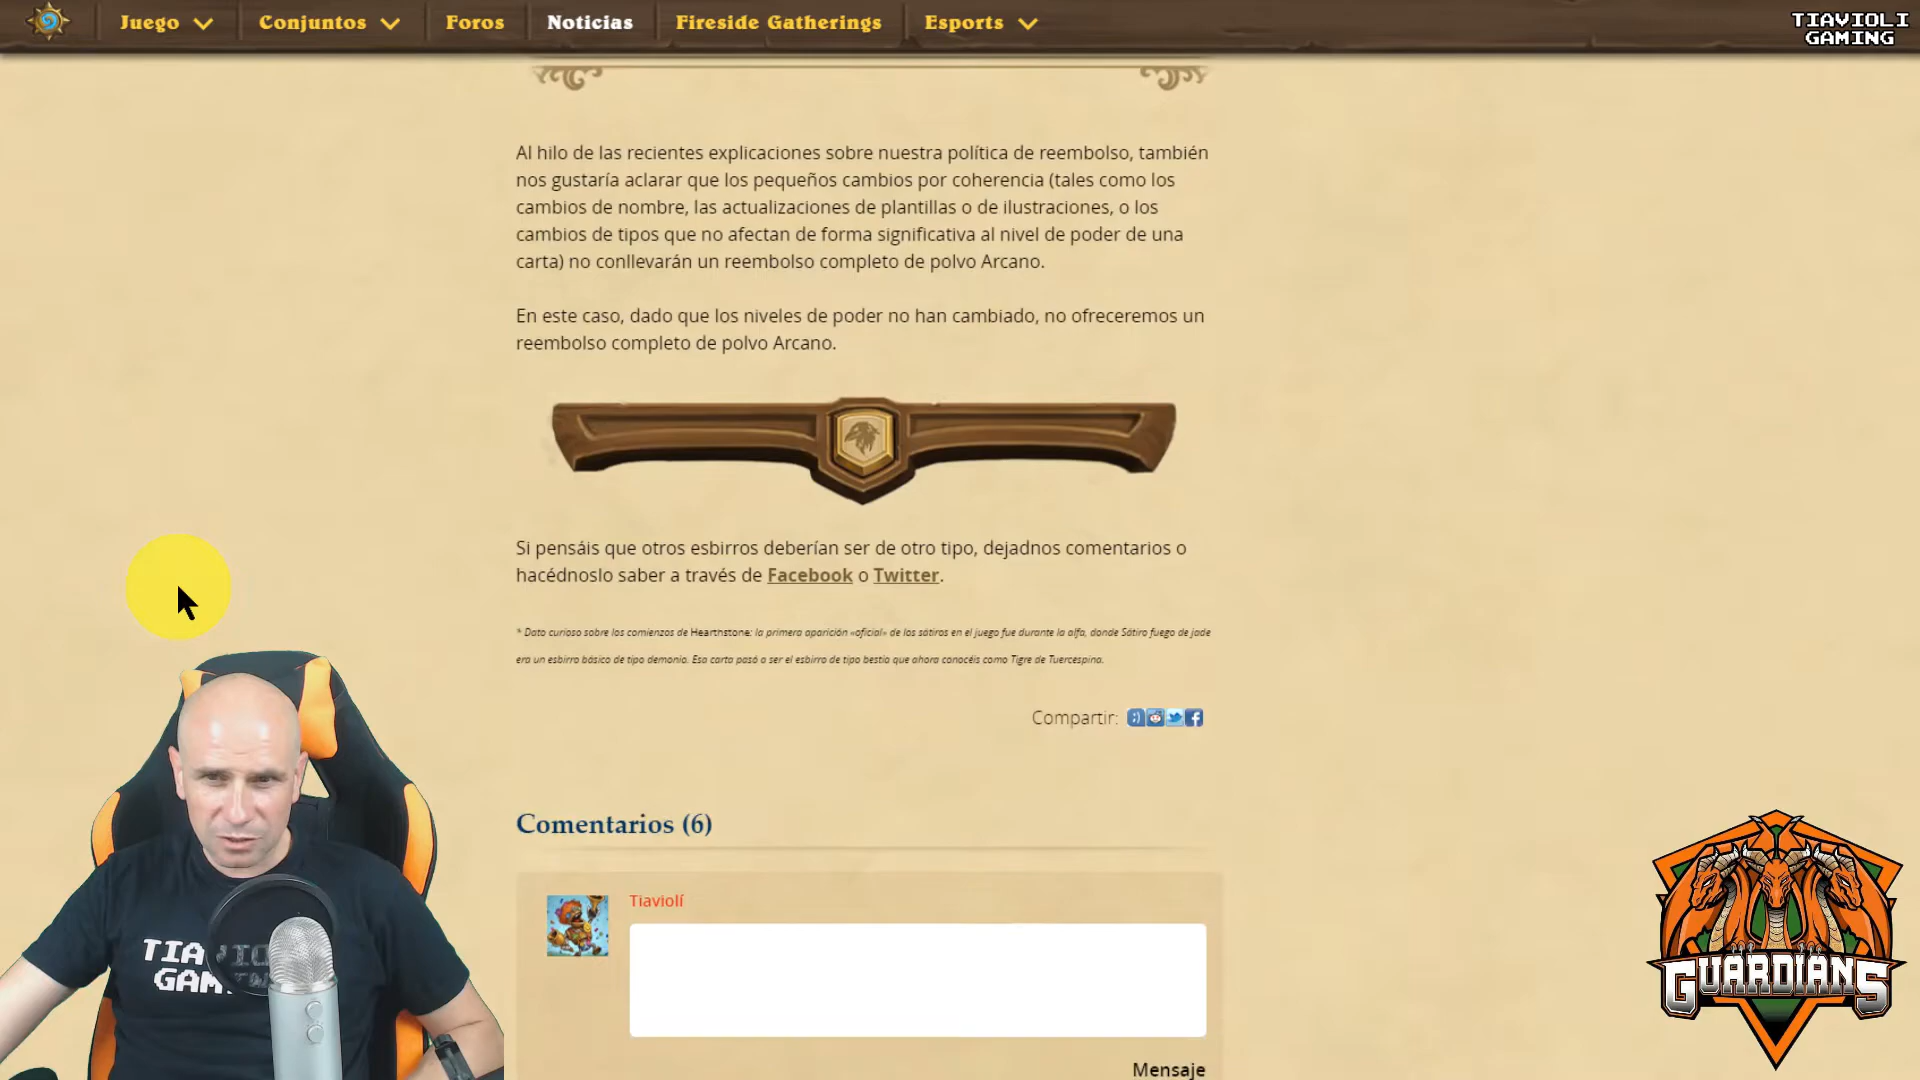 Juego
Conjuntos
Foros
Noticias
Fireside Gatherings
Esports
TIAVIOLI
GAMING
Al hilo de las recientes explicaciones sobre nuestra política de reembolso, también
nos gustaría aclarar que los pequeños cambios por coherencia (tales como los
cambios de nombre, las actualizaciones de plantillas o de ilustraciones, o los
cambios de tipos que no afectan de forma significativa al nivel de poder de una
carta) no conllevarán un reembolso completo de polvo Arcano.
En este caso, dado que los niveles de poder no han cambiado, no ofreceremos un
reembolso completo de polvo Arcano.
Si pensáis que otros esbirros deberían ser de otro tipo, dejadnos comentarios o
hacédnoslo saber a través de Facebook o Twitter.
* Dato curioso sobre los comienzos de Hearthstone: la primera aparición «oficial» de los sátiros en el juego fue durante la alfa, donde Sátiro fuego de jade
era un esbirro básico de tipo demonio. Esa carta pasó a ser el esbirro de tipo bestia que ahora conocéis como Tigre de Tuercespina.
Compartir:
Comentarios (6)
Tiaviolí
Mensaje
GUARDIANS